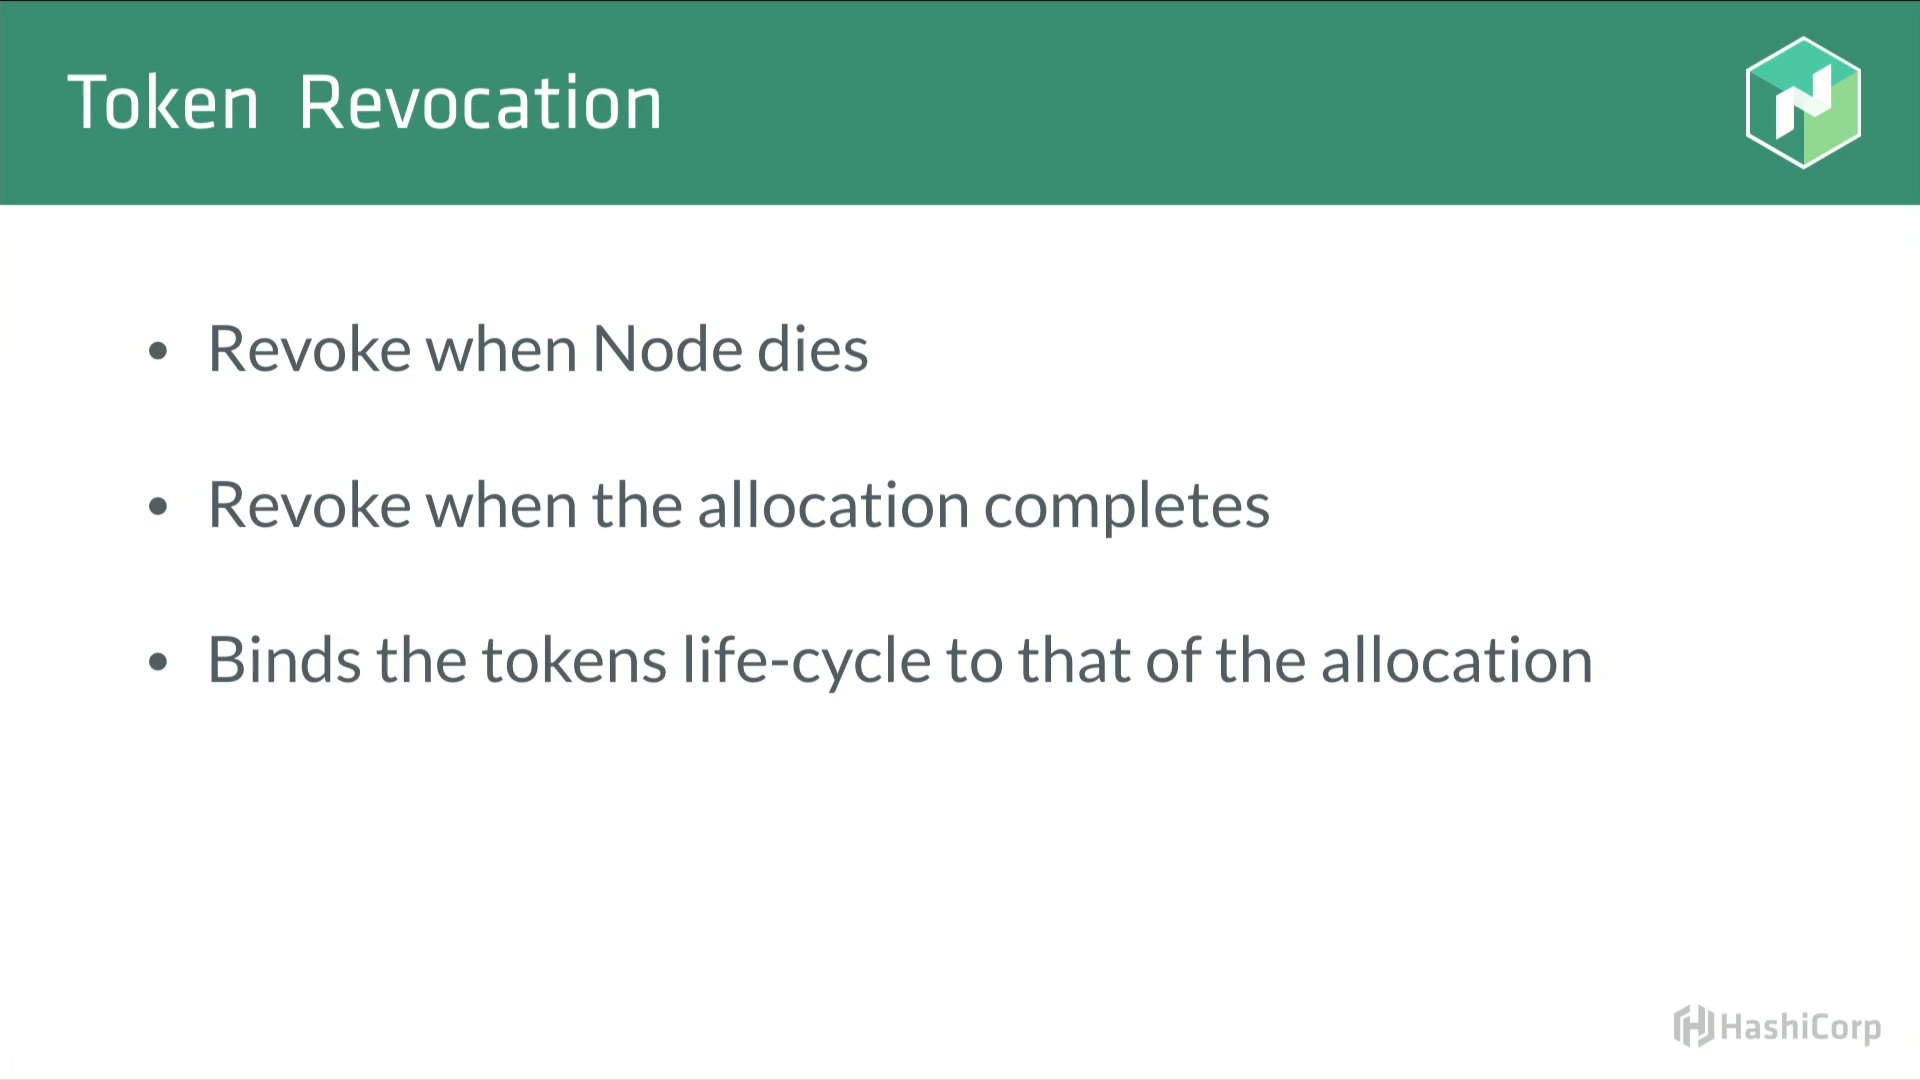 Token Revocation
• Revoke when Node dies
• Revoke when the allocation completes
• Binds the tokens life-cycle to that of the allocation
HashiCorp